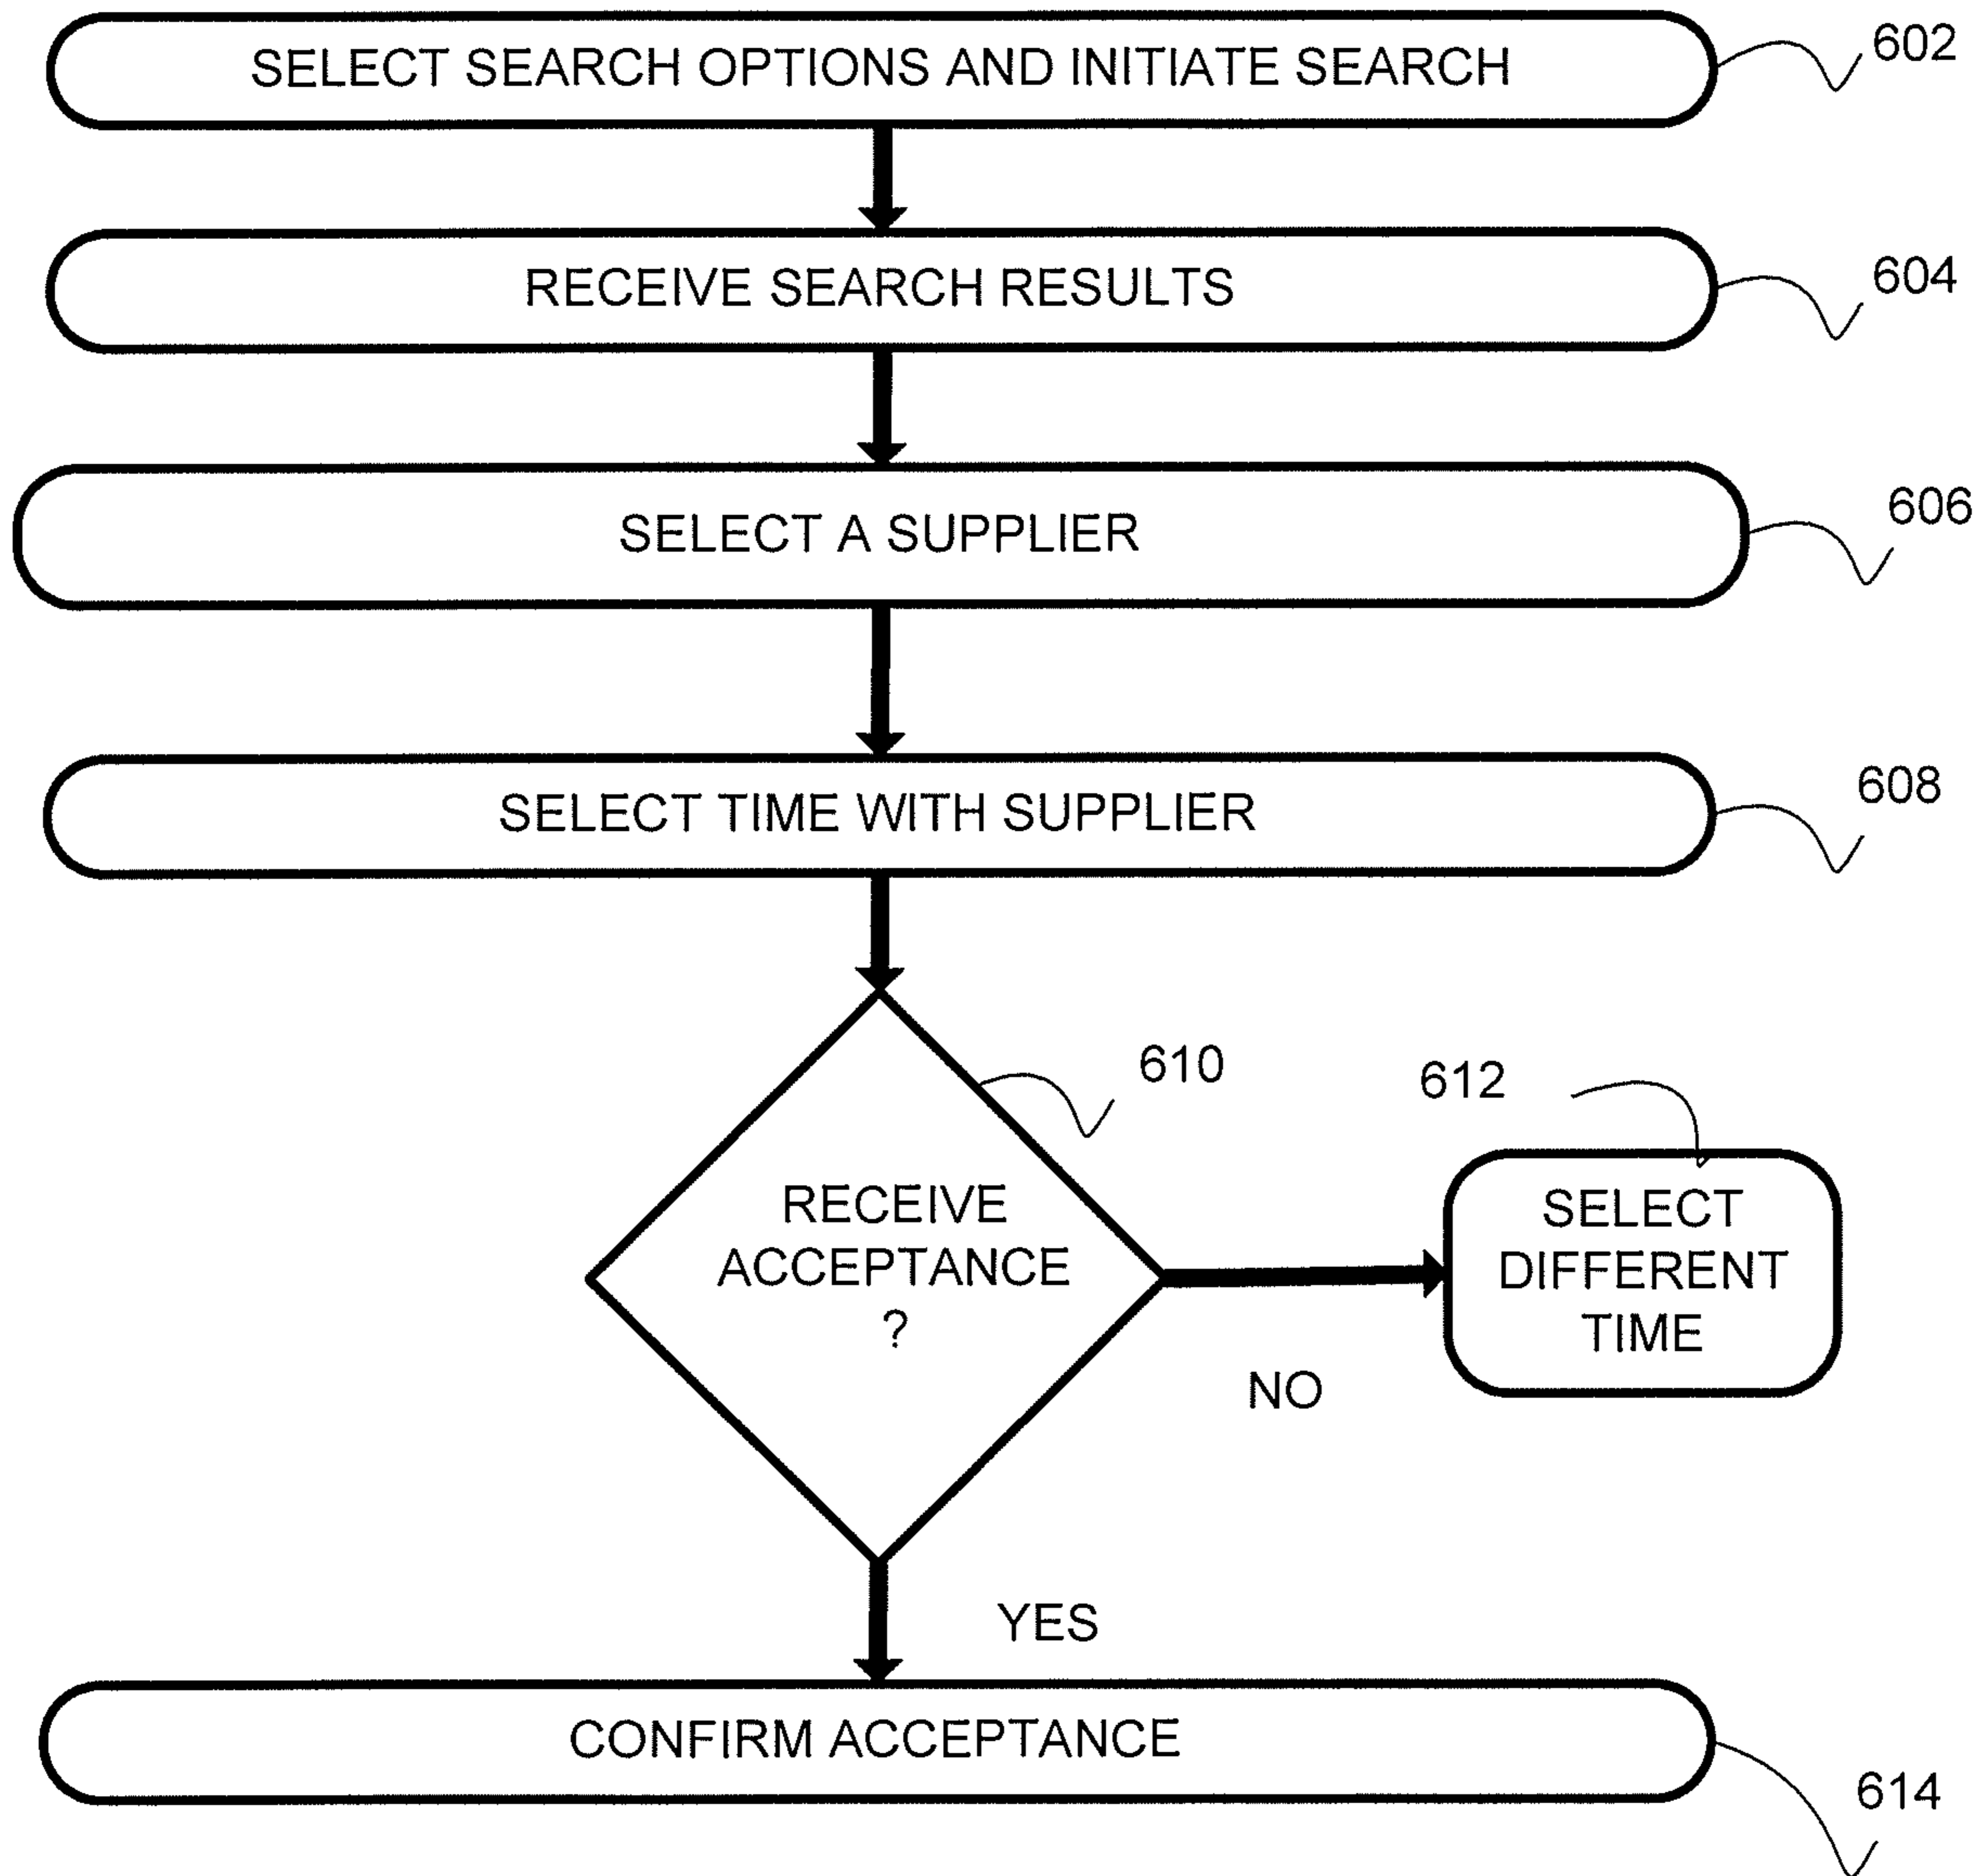 SELECT SEARCH OPTIONS AND INITIATE SEARCH
602
RECEIVE SEARCH RESULTS
604
SELECT A SUPPLIER
606
SELECT TIME WITH SUPPLIER
608
610
612
RECEIVE
ACCEPTANCE
?
SELECT
DIFFERENT
TIME
NO
YES
CONFIRM ACCEPTANCE
614